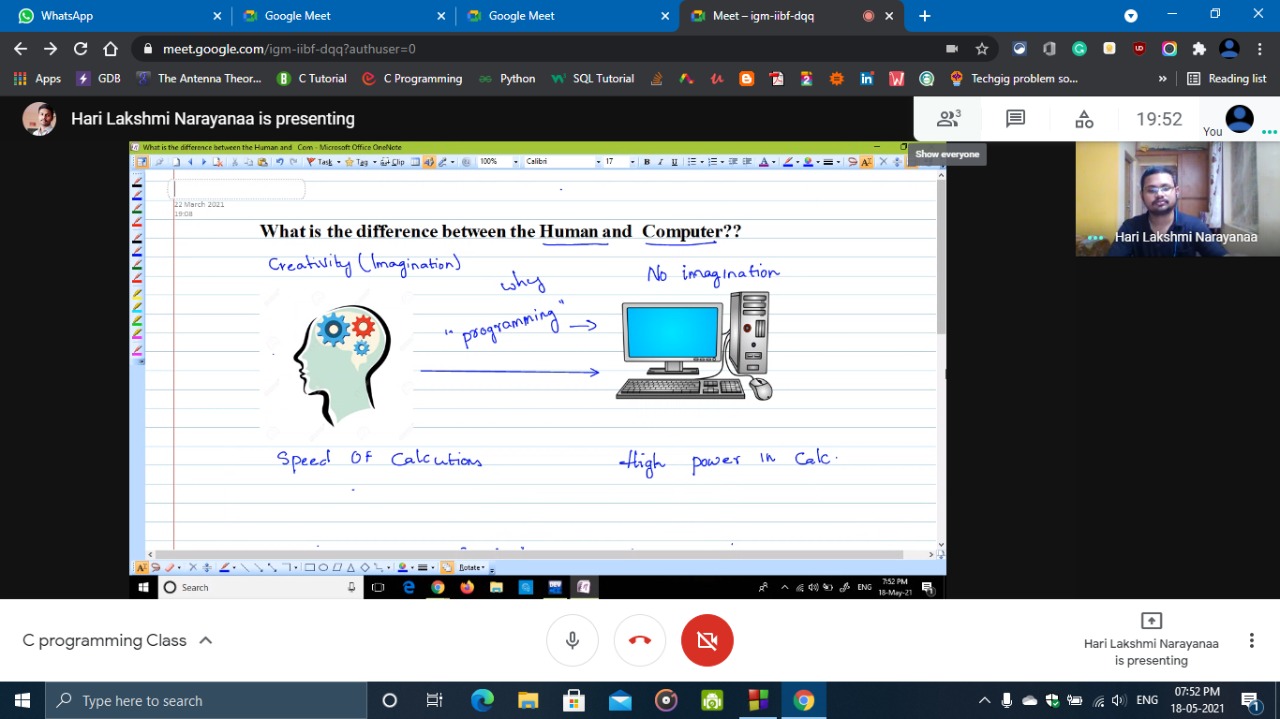 WhatsApp
Google Meet
Google Meet
Meet – igm-iibf-dqq
meet.google.com/igm-iibf-dqq?authuser=0
Apps
GDB
The Antenna Theor...
C Tutorial
C Programming
Python
SQL Tutorial
Techgig problem so...
»
Reading list
Hari Lakshmi Narayanaa is presenting
3
19:52
You
Show everyone
What is the difference between the Human and Com - Microsoft Office OneNote
Task
Tag
Clip
100%
Calibri
17
B I U
22 March 2021
19:08
What is the difference between the Human and Computer??
Creativity (Imagination)
why
No imagination
"programming"
Speed Of Calcutions
High power in Calc.
Hari Lakshmi Narayanaa
Rotate
Search
ENG
7:52 PM
18-May-21
C programming Class
Hari Lakshmi Narayanaa
is presenting
Type here to search
ENG
07:52 PM
18-05-2021
1